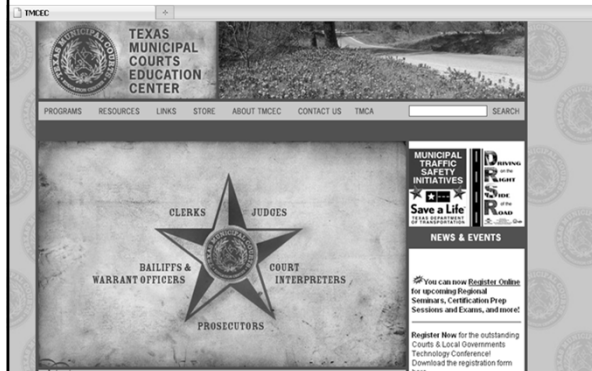 TMCEC
TEXAS
MUNICIPAL
COURTS
EDUCATION
CENTER
PROGRAMS RESOURCES LINKS STORE ABOUT TMCEC CONTACT US TMCA SEARCH
CLERKS JUDGES
BAILIFFS &
WARRANT OFFICERS
COURT
INTERPRETERS
PROSECUTORS
MUNICIPAL
TRAFFIC
SAFETY
INITIATIVES
Save a Life
TEXAS DEPARTMENT
OF TRANSPORTATION
DRIVING
on the
RIGHT
SIDE
of the
ROAD
NEWS & EVENTS
You can now Register Online
for upcoming Regional
Seminars, Certification Prep
Sessions and Exams, and more!
Register Now for the outstanding
Courts & Local Governments
Technology Conference!
Download the registration form